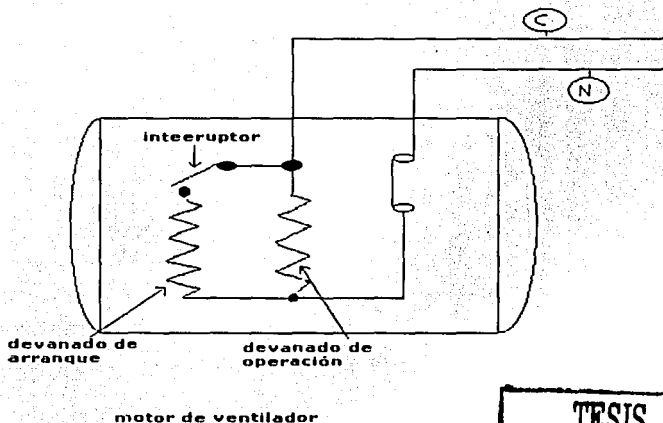 C
N
inteeruptor
devanado de
arranque
devanado de
operación
motor de ventilador
TESIS